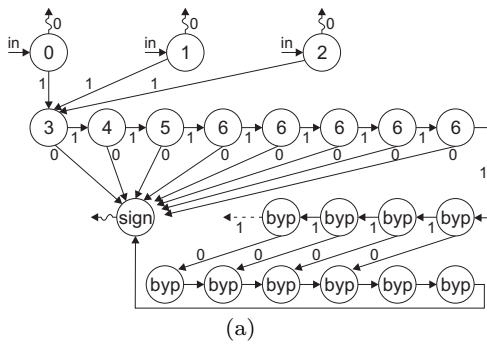 0 0 0
in 0 in 1 in 2
1 1 1
3 1 4 1 5 1 6 1 6 1 6 1 6 1 6
0 0 0 0 0 0 0 0
1
sign byp byp byp byp
1 1 1 1
0 0 0 0
byp byp byp byp byp byp
(a)